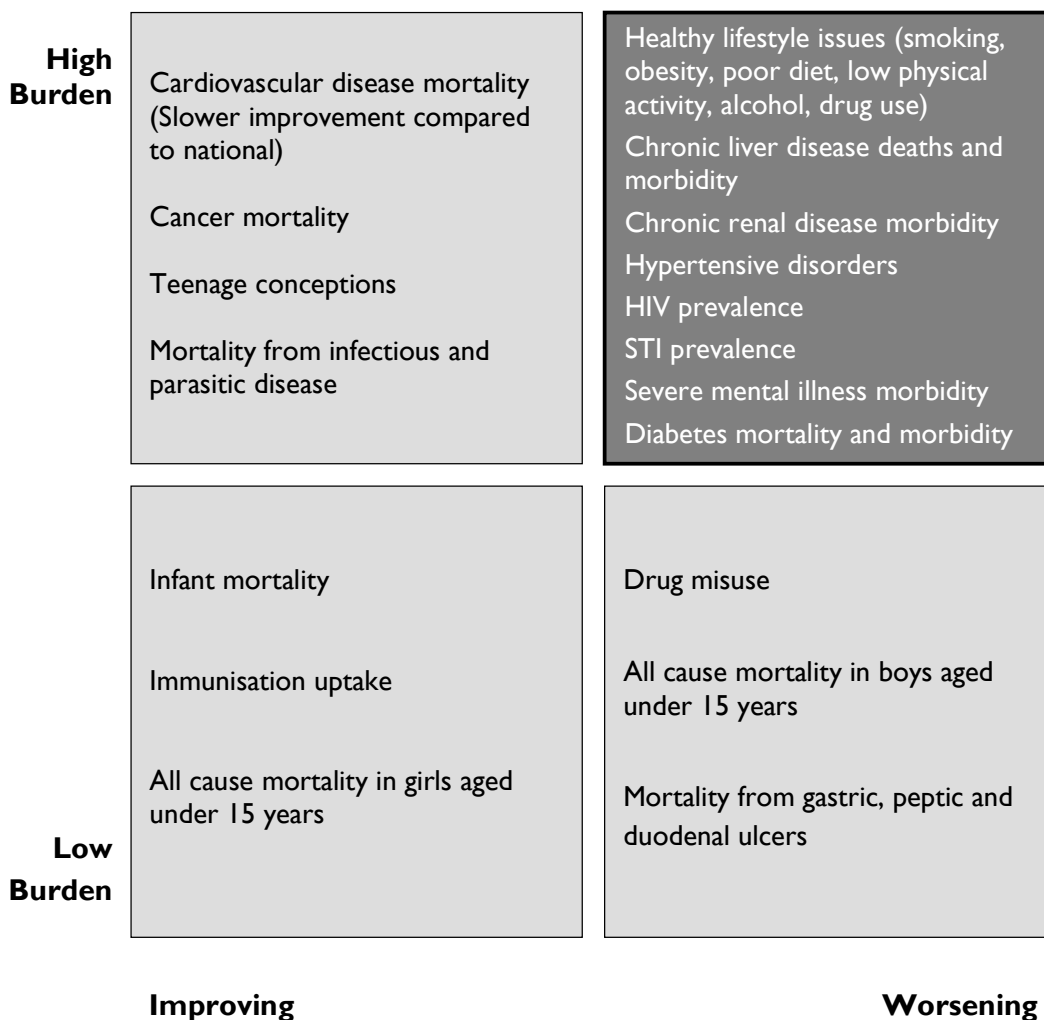 High
Burden
Cardiovascular disease mortality
(Slower improvement compared
to national)
Cancer mortality
Teenage conceptions
Mortality from infectious and
parasitic disease
Healthy lifestyle issues (smoking,
obesity, poor diet, low physical
activity, alcohol, drug use)
Chronic liver disease deaths and
morbidity
Chronic renal disease morbidity
Hypertensive disorders
HIV prevalence
STI prevalence
Severe mental illness morbidity
Diabetes mortality and morbidity
Infant mortality
Immunisation uptake
All cause mortality in girls aged
under 15 years
Drug misuse
All cause mortality in boys aged
under 15 years
Mortality from gastric, peptic and
duodenal ulcers
Low
Burden
Improving
Worsening